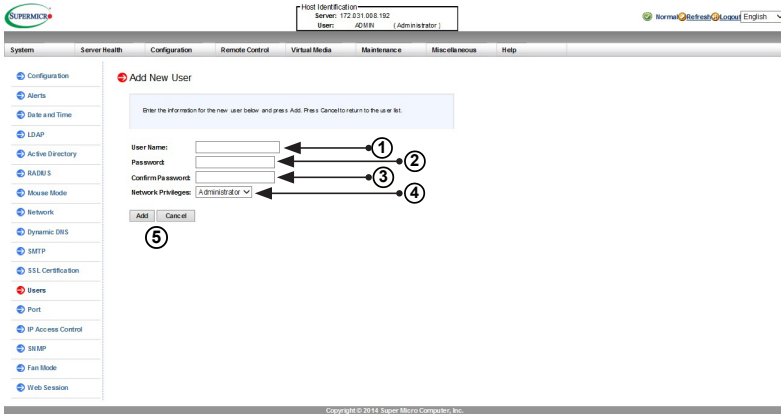 SUPERMICR
Host Identification
Server: 172.031.008.192
User: ADMIN (Administrator)
Normal Refresh Logout English
System Server Health Configuration Remote Control Virtual Media Maintenance Miscellaneous Help
Configuration
Alerts
Date and Time
LDAP
Active Directory
RADIUS
Mouse Mode
Network
Dynamic DNS
SMTP
SSL Certification
Users
Port
IP Access Control
SNMP
Fan Mode
Web Session
Add New User
Enter the information for the new user below and press Add. Press Cancel to return to the user list.
User Name: 1
Password: 2
Confirm Password: 3
Network Privileges: Administrator 4
Add Cancel
5
Copyright © 2014 Super Micro Computer, Inc.